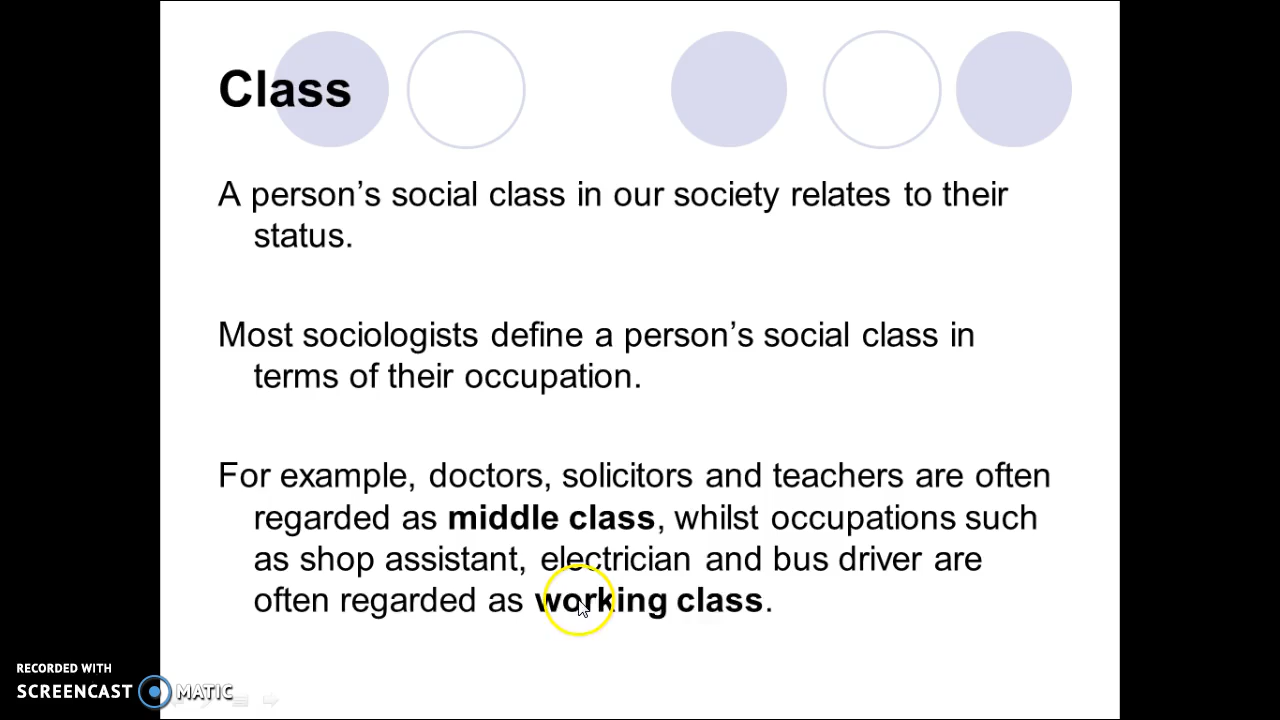 Class
A person’s social class in our society relates to their
status.
Most sociologists define a person’s social class in
terms of their occupation.
For example, doctors, solicitors and teachers are often
regarded as middle class, whilst occupations such
as shop assistant, electrician and bus driver are
often regarded as working class.
RECORDED WITH
SCREENCAST MATIC